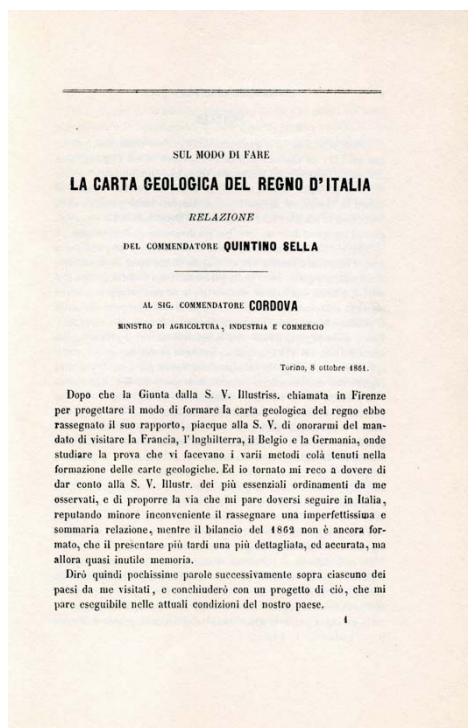 SUL MODO DI FARE
LA CARTA GEOLOGICA DEL REGNO D'ITALIA
RELAZIONE
DEL COMMENDATORE QUINTINO SELLA
AL SIG. COMMENDATORE CORDOVA
MINISTRO DI AGRICOLTURA, INDUSTRIA E COMMERCIO
Torino, 8 ottobre 1861.
Dopo che la Giunta dalla S. V. Illustriss. chiamata in Firenze
per progettare il modo di formare la carta geologica del regno ebbe
rassegnato il suo rapporto, piacque alla S. V. di onorarmi del man-
dato di visitare la Francia, l'Inghilterra, il Belgio e la Germania, onde
studiare la prova che vi facevano i varii metodi colà tenuti nella
formazione delle carte geologiche. Ed io tornato mi reco a dovere di
dar conto alla S. V. Illustr. dei più essenziali ordinamenti da me
osservati, e di proporre la via che mi pare doversi seguire in Italia,
reputando minore inconveniente il rassegnare una imperfettissima e
sommaria relazione, mentre il bilancio del 1862 non è ancora for-
mato, che il presentare più tardi una più dettagliata, ed accurata, ma
allora quasi inutile memoria.
Dirò quindi pochissime parole successivamente sopra ciascuno dei
paesi da me visitati, e conchiuderò con un progetto di ciò, che mi
pare eseguibile nelle attuali condizioni del nostro paese.
1